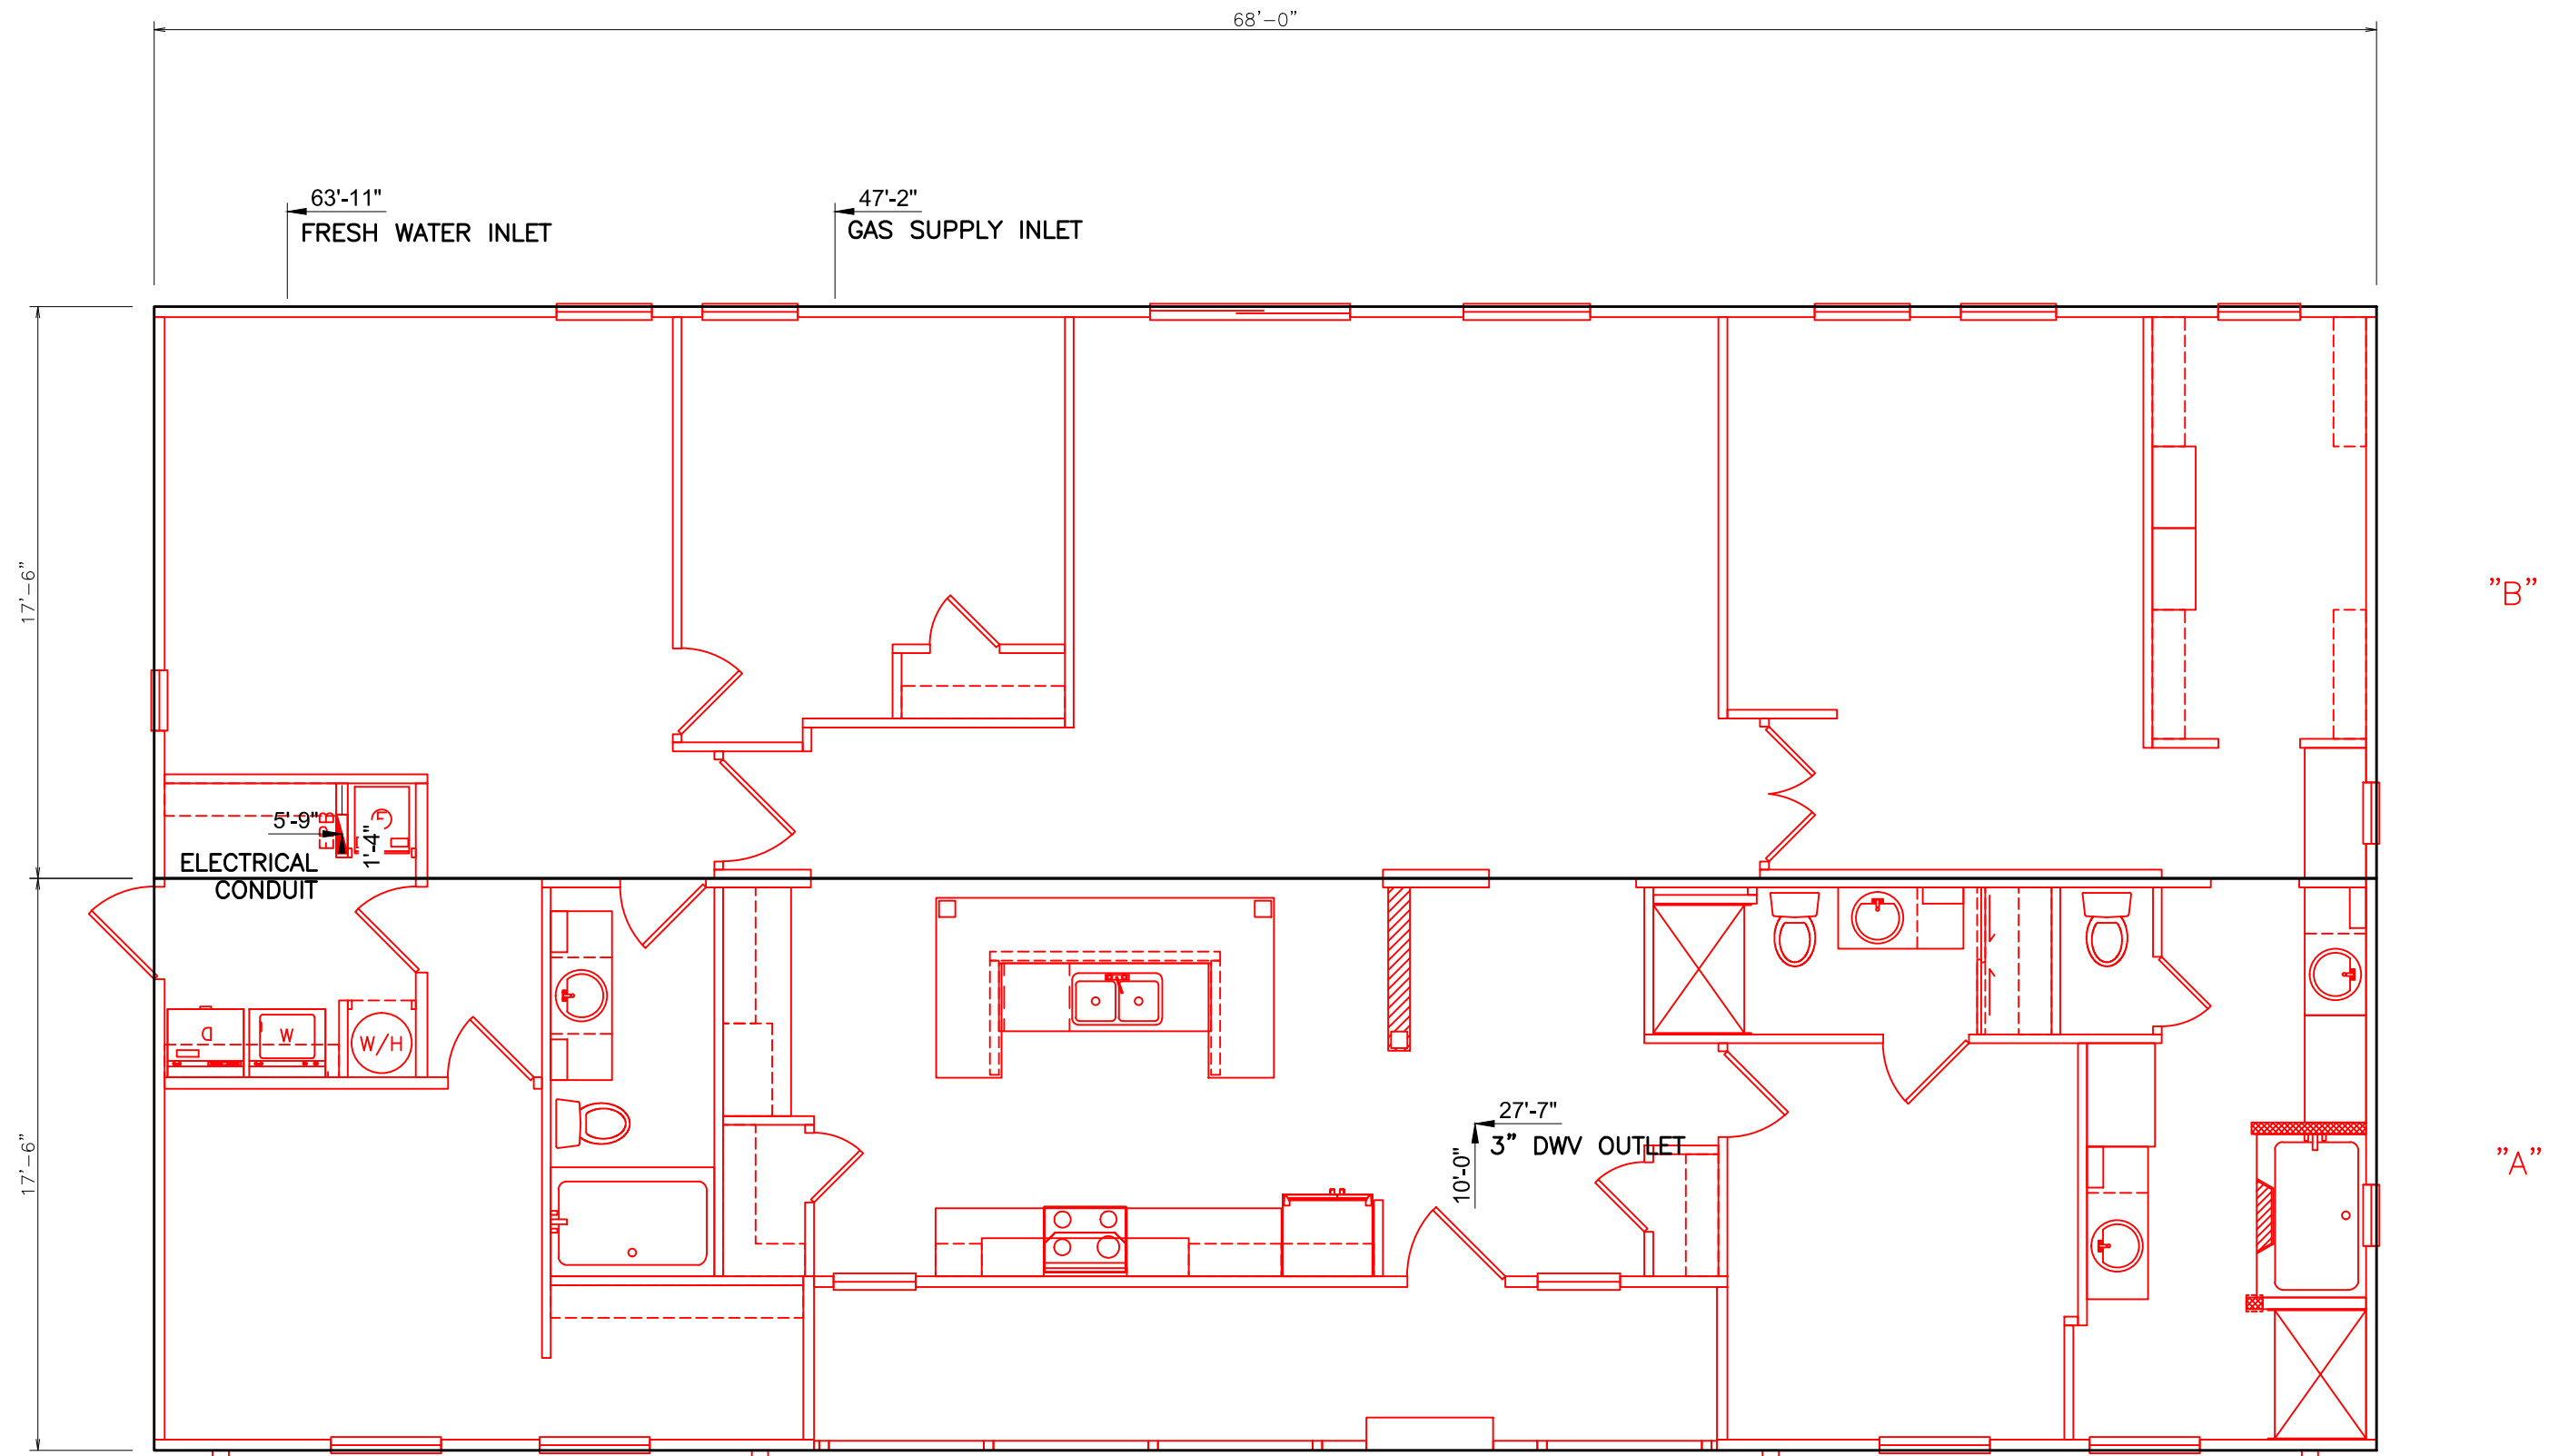 68'-0"
63'-11"
FRESH WATER INLET
47'-2"
GAS SUPPLY INLET
17'-6"
"B"
5'-9"
EPB
1'-4"
G
ELECTRICAL
CONDUIT
D
W
W/H
27'-7"
3" DWV OUTLET
10'-0"
17'-6"
"A"